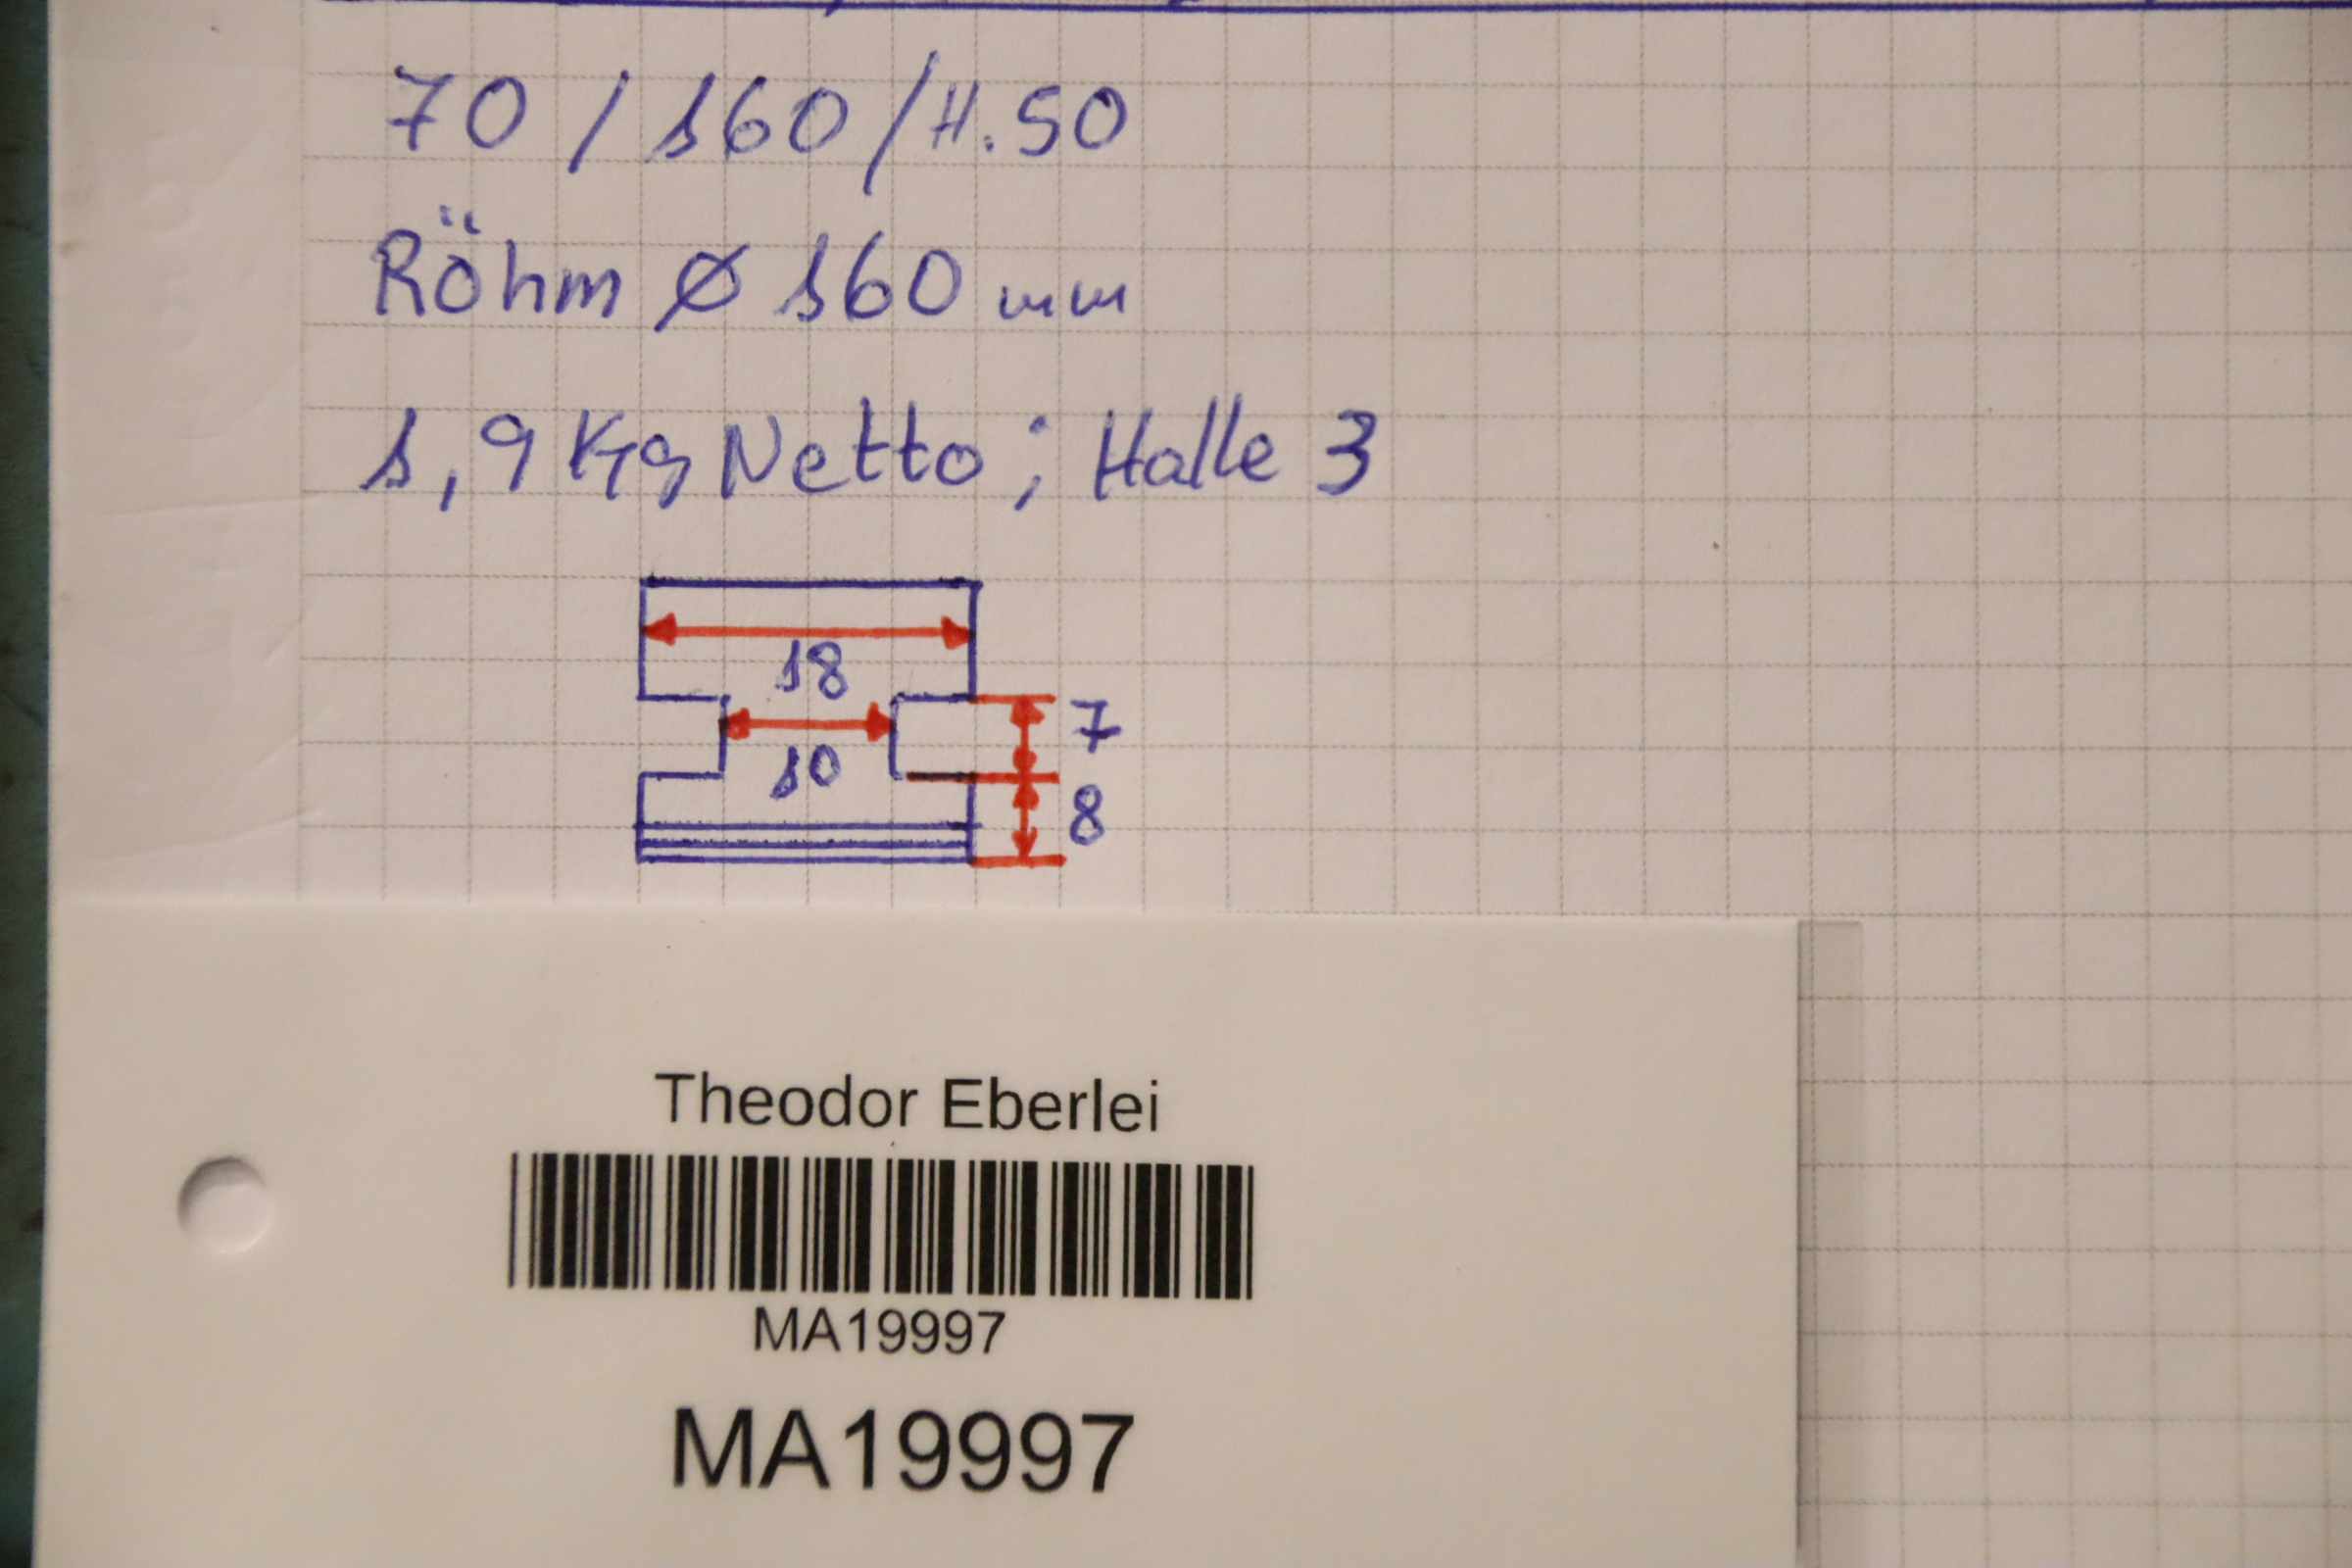 70 / 160 / H. 50
Röhm Ø 160 mm
1,9 Kg Netto ; Halle 3
18
7
10
8
Theodor Eberlei
MA19997
MA19997